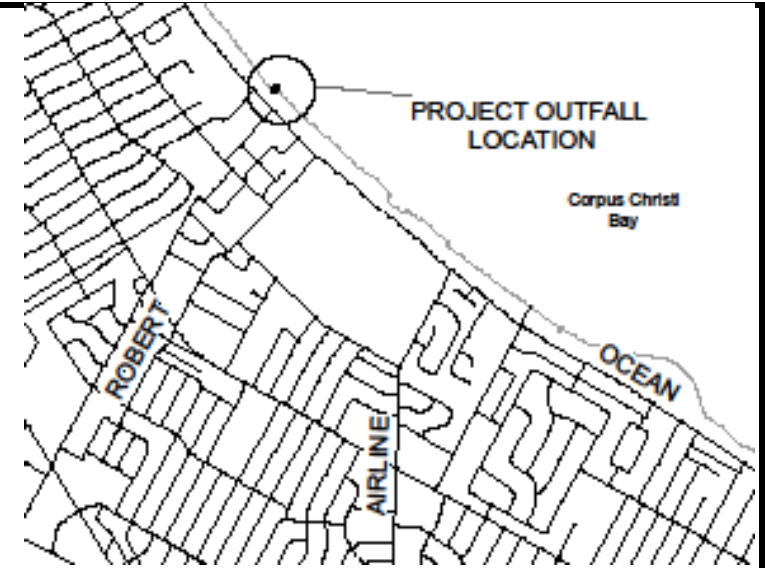 PROJECT OUTFALL
LOCATION
Corpus Christi
Bay
OCEAN
ROBERT
AIRLINE